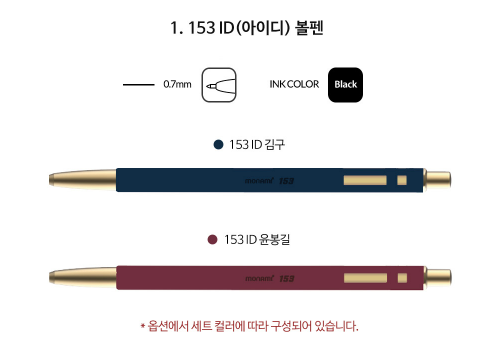 1. 153 ID(아이디) 볼펜
0.7mm INK COLOR Black
153 ID 김구
monami 153
153 ID 윤봉길
monami 153
* 옵션에서 세트 컬러에 따라 구성되어 있습니다.